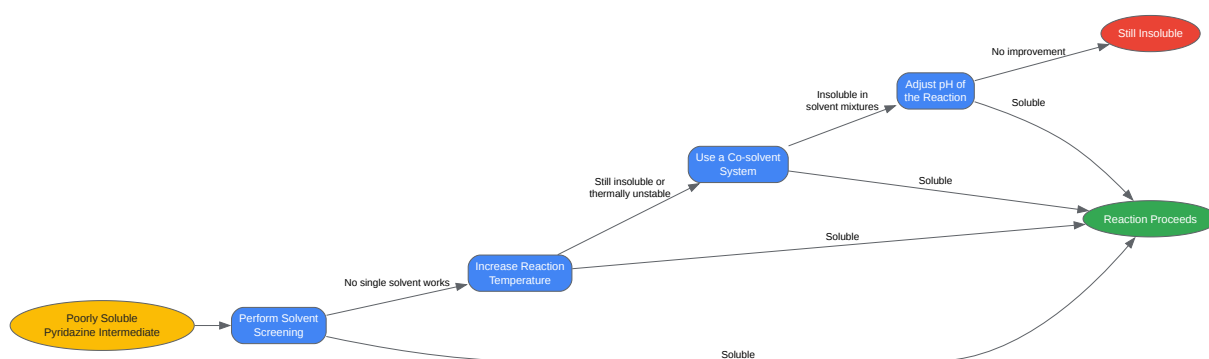 Poorly Soluble
Pyridazine Intermediate
Perform Solvent
Screening
No single solvent works
Soluble
Increase Reaction
Temperature
Still insoluble or
thermally unstable
Soluble
Use a Co-solvent
System
Insoluble in
solvent mixtures
Soluble
Adjust pH of
the Reaction
No improvement
Soluble
Still Insoluble
Reaction Proceeds